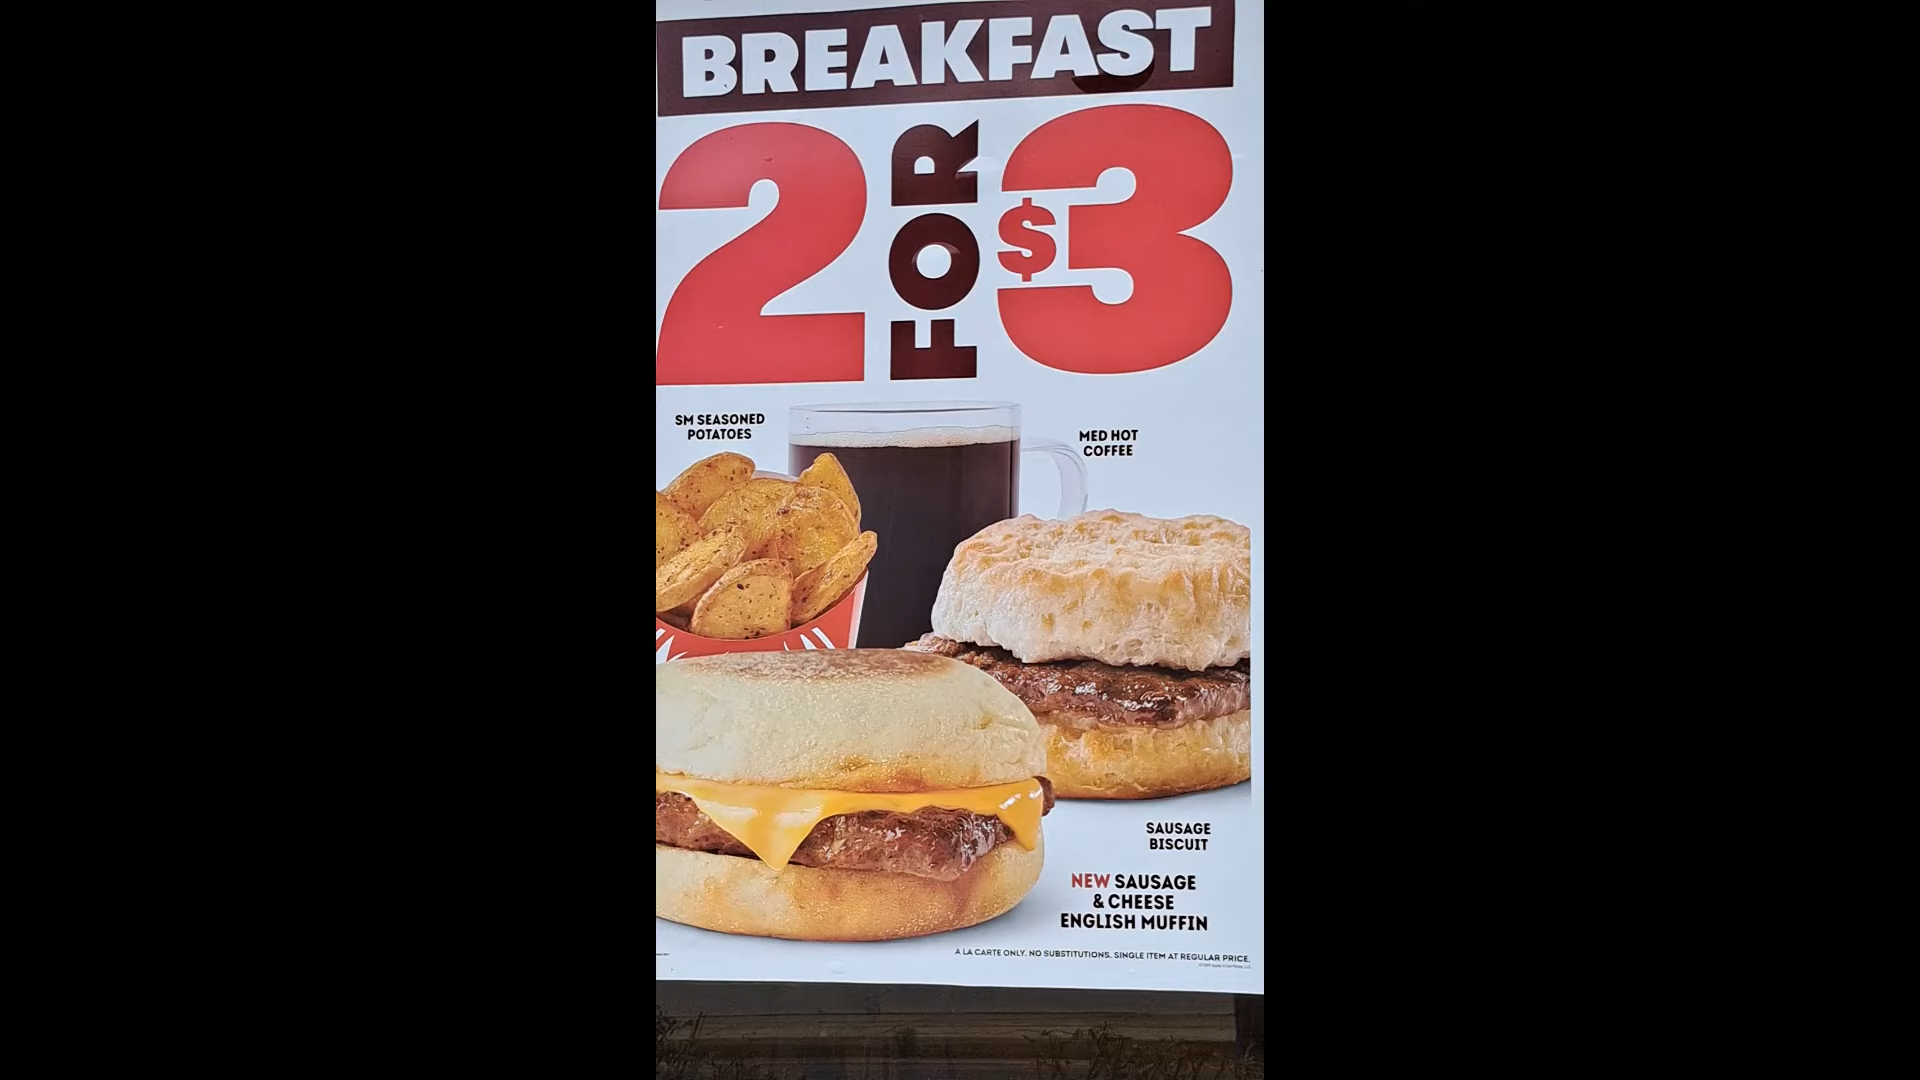 BREAKFAST
2 FOR $3
SM SEASONED
POTATOES
MED HOT
COFFEE
SAUSAGE
BISCUIT
NEW SAUSAGE
& CHEESE
ENGLISH MUFFIN
A LA CARTE ONLY. NO SUBSTITUTIONS. SINGLE ITEM AT REGULAR PRICE.